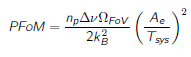 PFoM = \frac{n_p \Delta\nu \Omega_{FoV}}{2k_B^2} \left( \frac{A_e}{T_{sys}} \right)^2